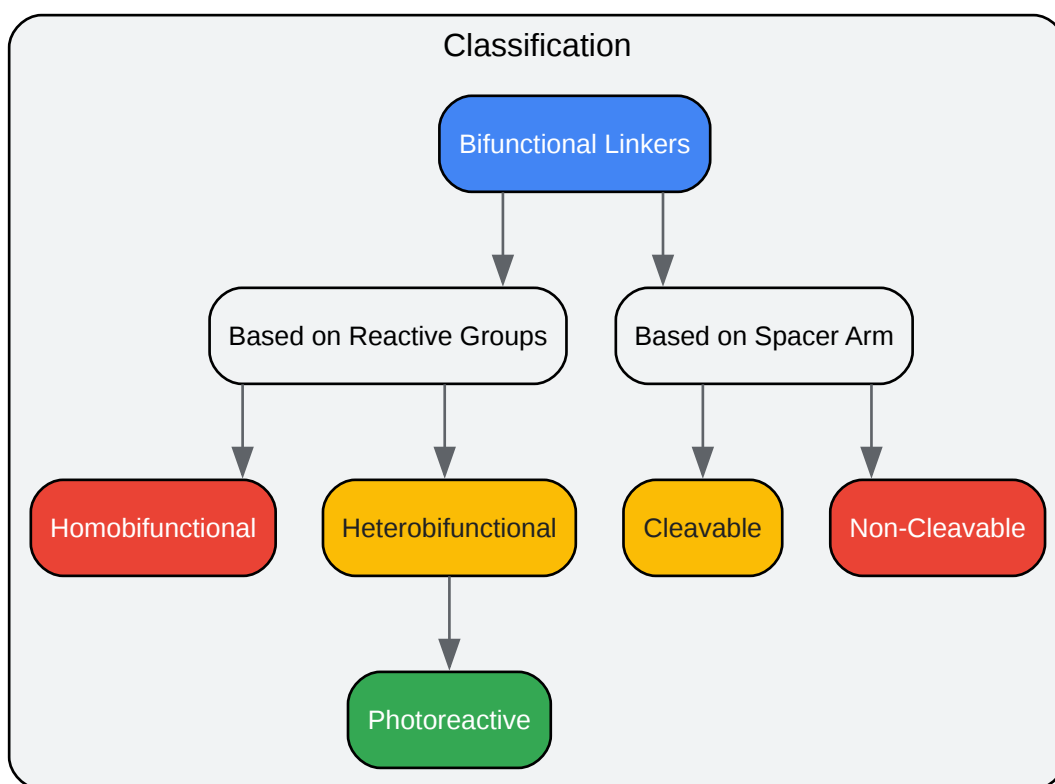 Classification
Bifunctional Linkers
Based on Reactive Groups
Based on Spacer Arm
Homobifunctional
Heterobifunctional
Cleavable
Non-Cleavable
Photoreactive